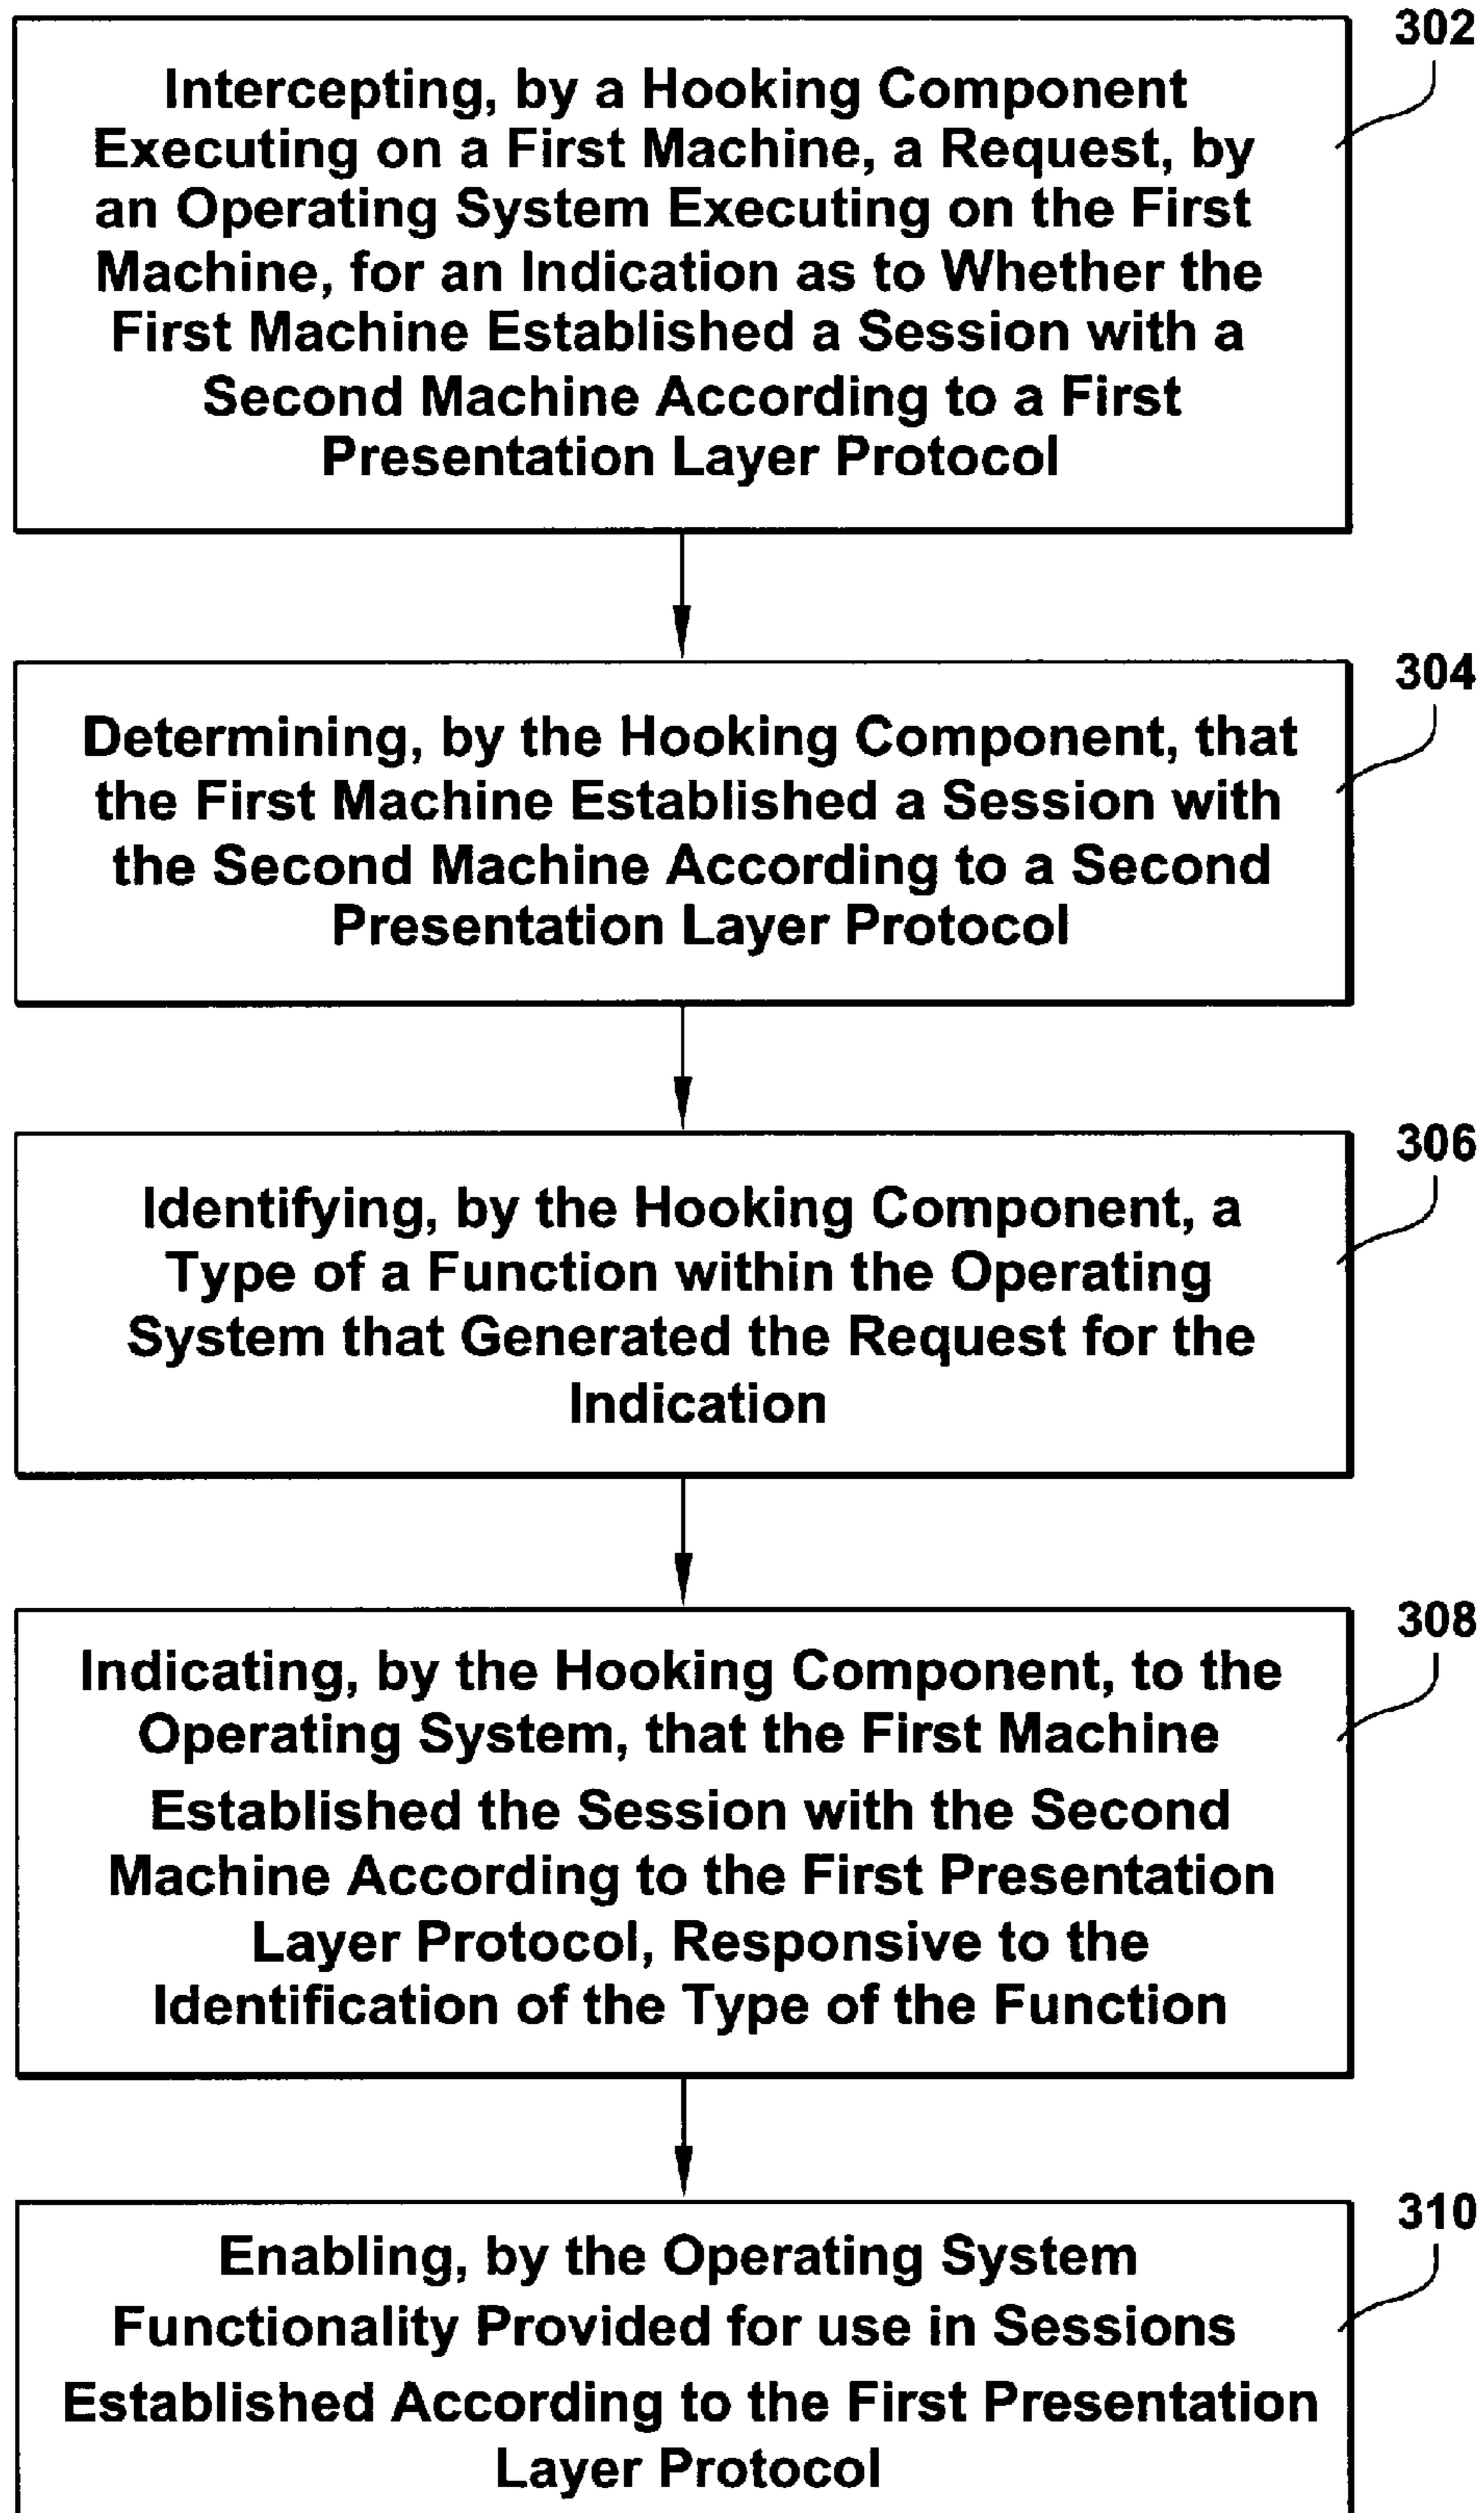 302
Intercepting, by a Hooking Component
Executing on a First Machine, a Request, by
an Operating System Executing on the First
Machine, for an Indication as to Whether the
First Machine Established a Session with a
Second Machine According to a First
Presentation Layer Protocol
304
Determining, by the Hooking Component, that
the First Machine Established a Session with
the Second Machine According to a Second
Presentation Layer Protocol
306
Identifying, by the Hooking Component, a
Type of a Function within the Operating
System that Generated the Request for the
Indication
308
Indicating, by the Hooking Component, to the
Operating System, that the First Machine
Established the Session with the Second
Machine According to the First Presentation
Layer Protocol, Responsive to the
Identification of the Type of the Function
310
Enabling, by the Operating System
Functionality Provided for use in Sessions
Established According to the First Presentation
Layer Protocol